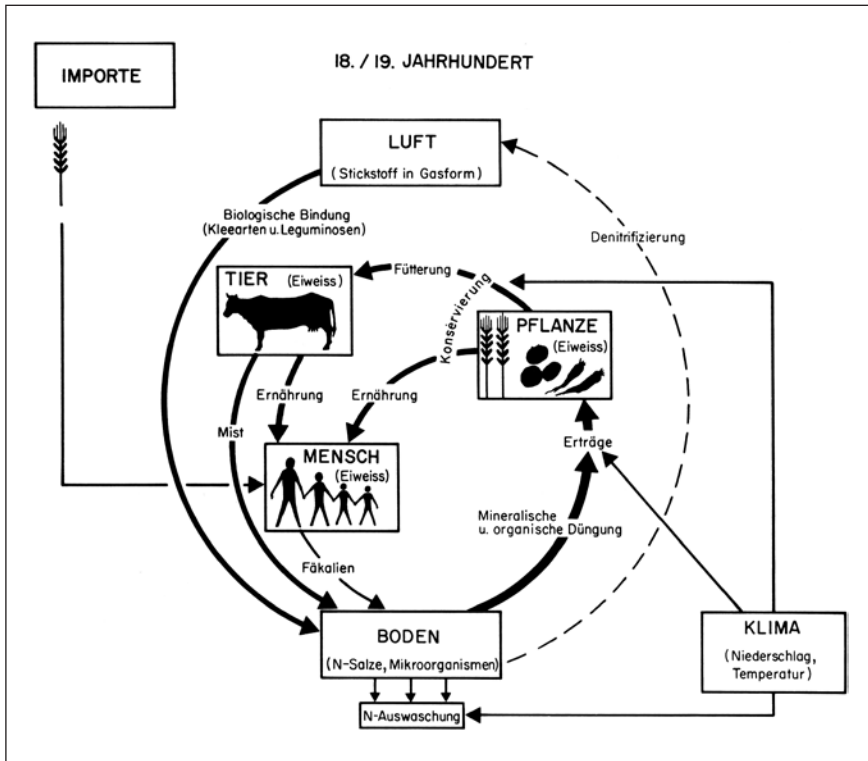 18. / 19. JAHRHUNDERT
IMPORTE
LUFT
(Stickstoff in Gasform)
Biologische Bindung
(Kleearten u. Leguminosen)
Denitrifizierung
TIER (Eiweiss)
Fütterung
Konservierung
PFLANZE
(Eiweiss)
Ernährung
Ernährung
Mist
Erträge
MENSCH
(Eiweiss)
Mineralische
u. organische Düngung
Fäkalien
BODEN
(N-Salze, Mikroorganismen)
KLIMA
(Niederschlag,
Temperatur)
N-Auswaschung